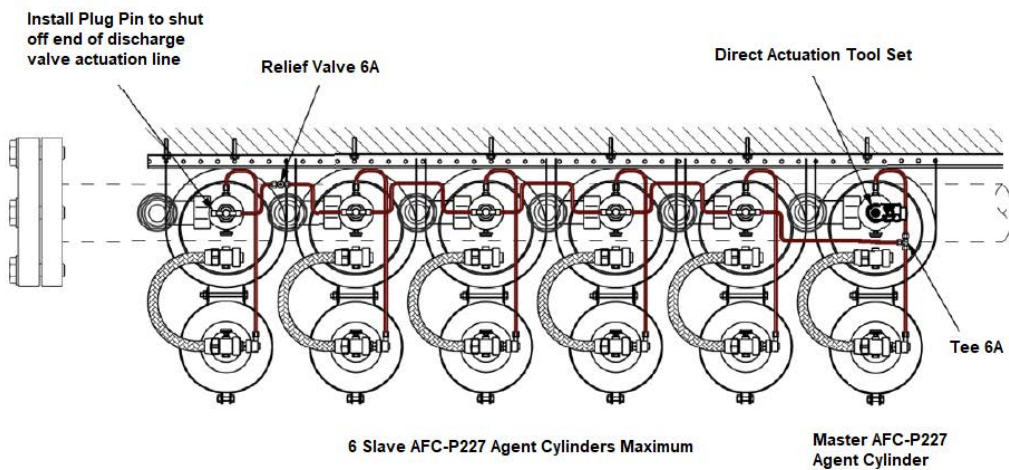 Install Plug Pin to shut
off end of discharge
valve actuation line
Relief Valve 6A
Direct Actuation Tool Set
Tee 6A
6 Slave AFC-P227 Agent Cylinders Maximum
Master AFC-P227
Agent Cylinder